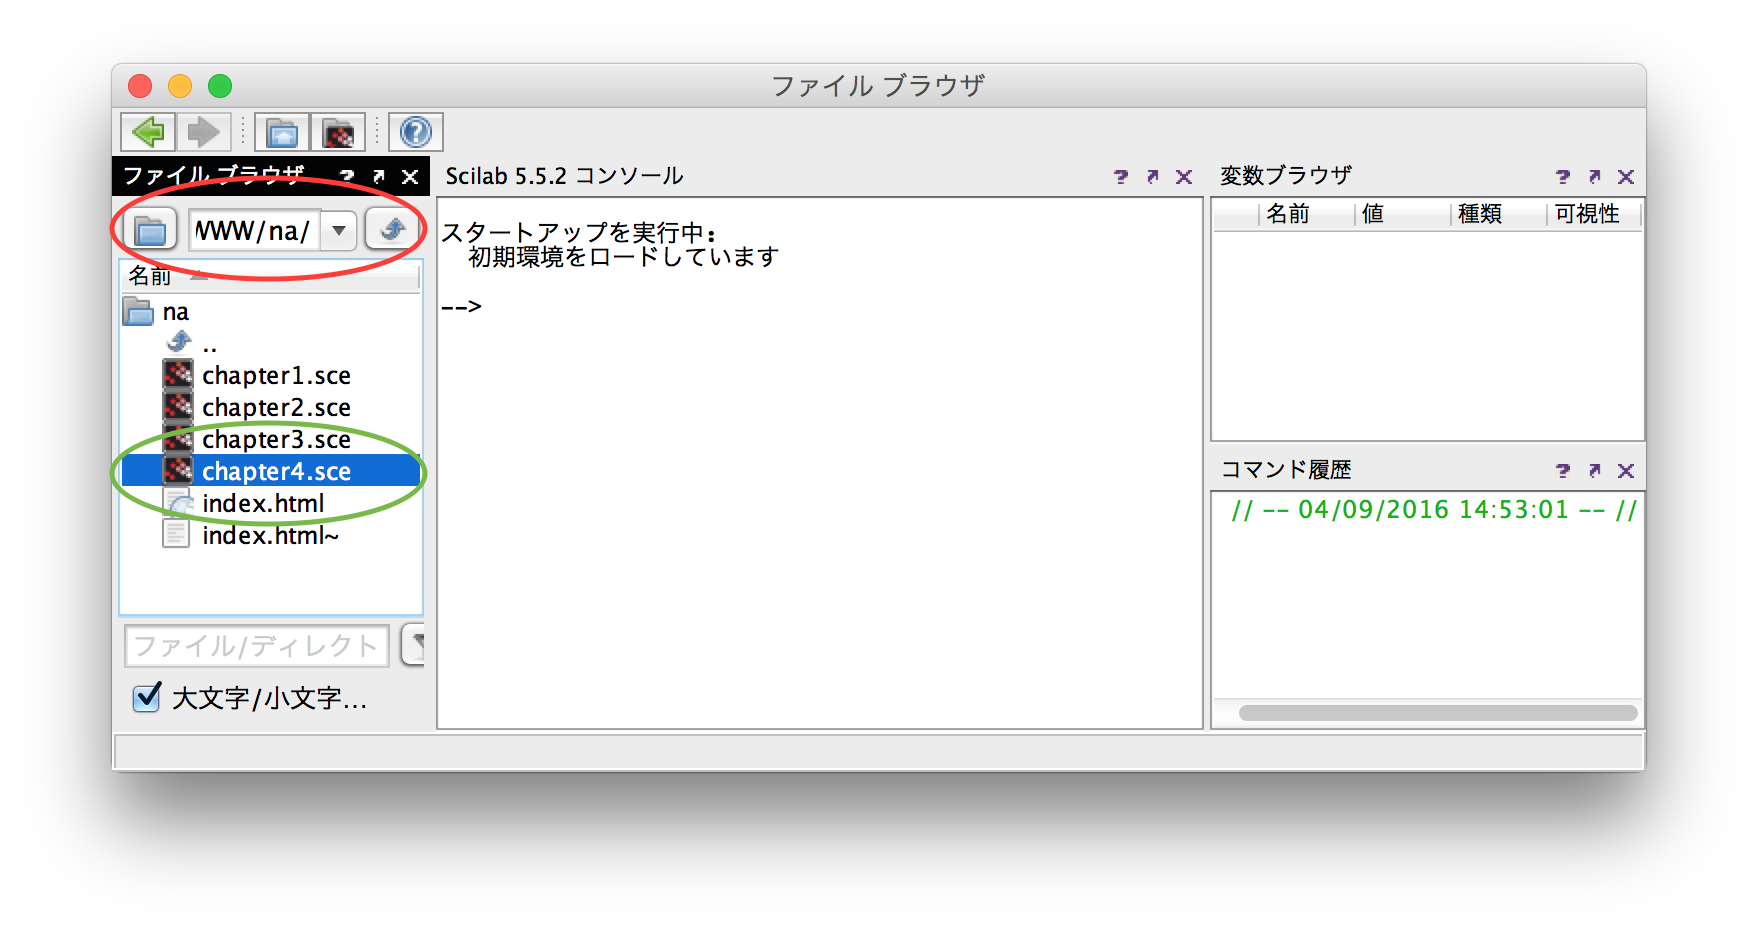 ファイル ブラウザ
ファイル ブラウザ
WWW/na/
名前
na
..
chapter1.sce
chapter2.sce
chapter3.sce
chapter4.sce
index.html
index.html~
ファイル/ディレクト
大文字/小文字...
Scilab 5.5.2 コンソール
スタートアップを実行中:
初期環境をロードしています
-->
変数ブラウザ
名前 値 種類 可視性
コマンド履歴
// -- 04/09/2016 14:53:01 -- //